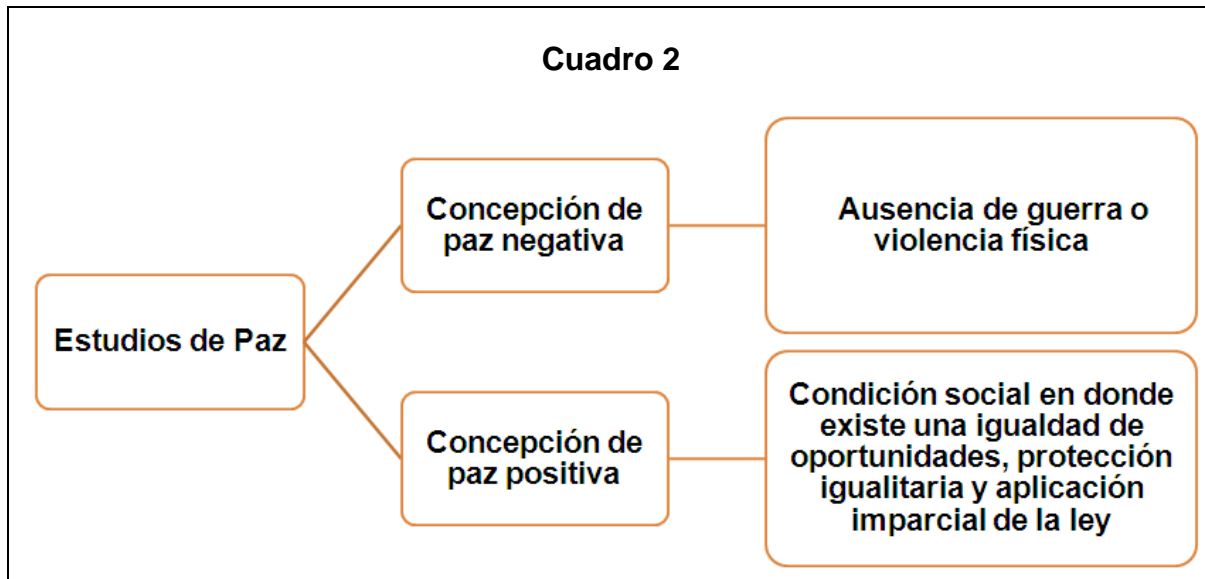 Cuadro 2
Estudios de Paz
Concepción de
paz negativa
Ausencia de guerra o
violencia física
Concepción de
paz positiva
Condición social en donde
existe una igualdad de
oportunidades, protección
igualitaria y aplicación
imparcial de la ley